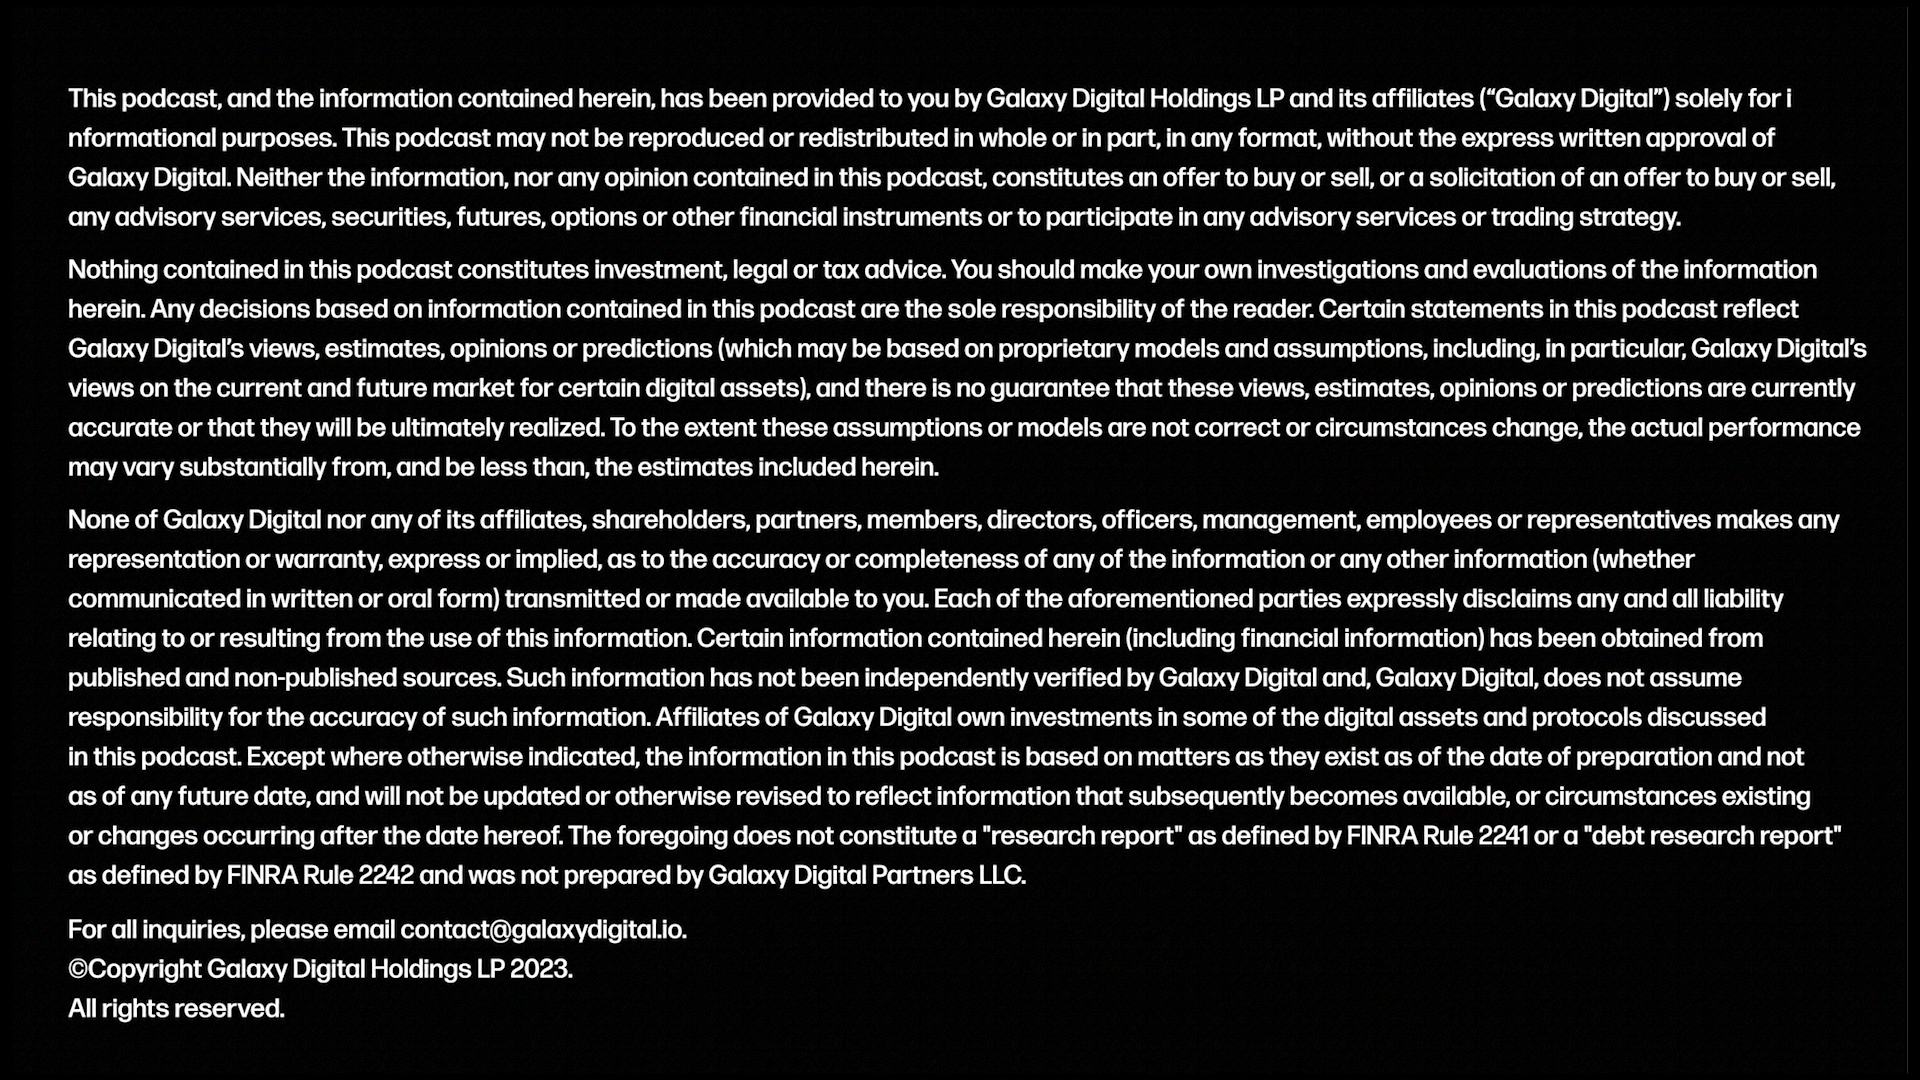 This podcast, and the information contained herein, has been provided to you by Galaxy Digital Holdings LP and its affiliates (“Galaxy Digital”) solely for i
nformational purposes. This podcast may not be reproduced or redistributed in whole or in part, in any format, without the express written approval of
Galaxy Digital. Neither the information, nor any opinion contained in this podcast, constitutes an offer to buy or sell, or a solicitation of an offer to buy or sell,
any advisory services, securities, futures, options or other financial instruments or to participate in any advisory services or trading strategy.
Nothing contained in this podcast constitutes investment, legal or tax advice. You should make your own investigations and evaluations of the information
herein. Any decisions based on information contained in this podcast are the sole responsibility of the reader. Certain statements in this podcast reflect
Galaxy Digital’s views, estimates, opinions or predictions (which may be based on proprietary models and assumptions, including, in particular, Galaxy Digital’s
views on the current and future market for certain digital assets), and there is no guarantee that these views, estimates, opinions or predictions are currently
accurate or that they will be ultimately realized. To the extent these assumptions or models are not correct or circumstances change, the actual performance
may vary substantially from, and be less than, the estimates included herein.
None of Galaxy Digital nor any of its affiliates, shareholders, partners, members, directors, officers, management, employees or representatives makes any
representation or warranty, express or implied, as to the accuracy or completeness of any of the information or any other information (whether
communicated in written or oral form) transmitted or made available to you. Each of the aforementioned parties expressly disclaims any and all liability
relating to or resulting from the use of this information. Certain information contained herein (including financial information) has been obtained from
published and non-published sources. Such information has not been independently verified by Galaxy Digital and, Galaxy Digital, does not assume
responsibility for the accuracy of such information. Affiliates of Galaxy Digital own investments in some of the digital assets and protocols discussed
in this podcast. Except where otherwise indicated, the information in this podcast is based on matters as they exist as of the date of preparation and not
as of any future date, and will not be updated or otherwise revised to reflect information that subsequently becomes available, or circumstances existing
or changes occurring after the date hereof. The foregoing does not constitute a "research report" as defined by FINRA Rule 2241 or a "debt research report"
as defined by FINRA Rule 2242 and was not prepared by Galaxy Digital Partners LLC.
For all inquiries, please email contact@galaxydigital.io.
©Copyright Galaxy Digital Holdings LP 2023.
All rights reserved.